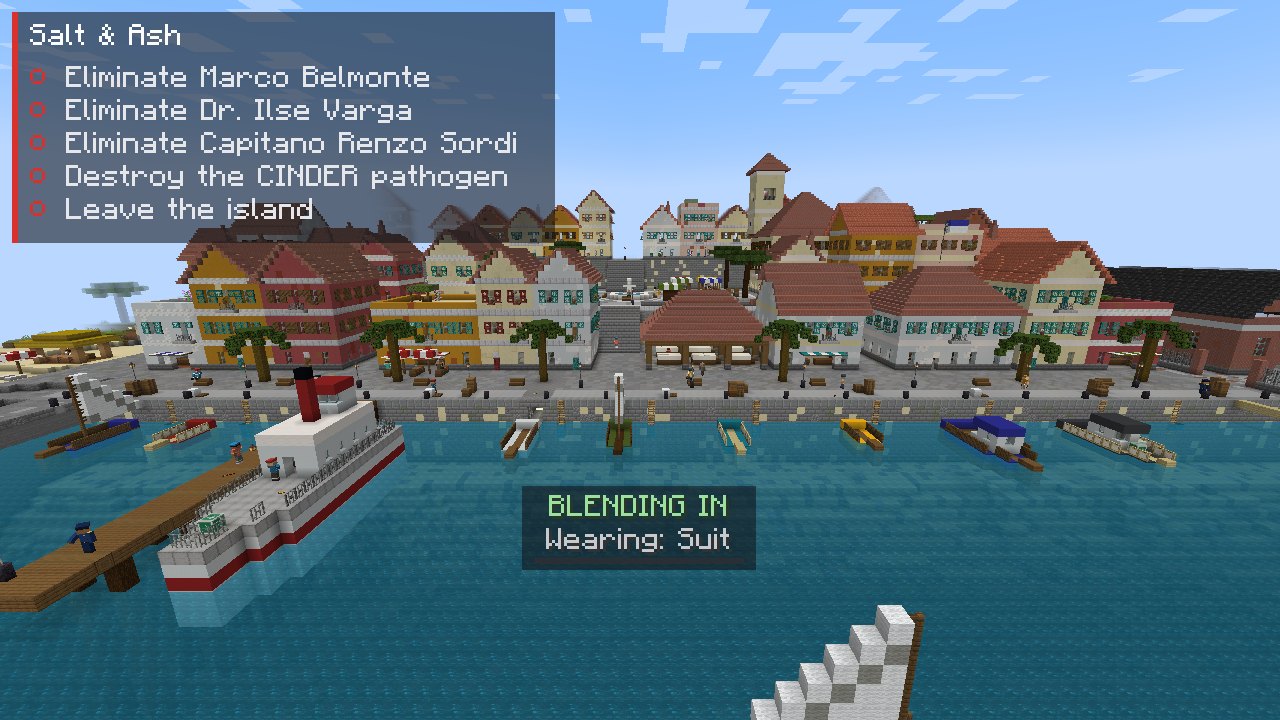 Salt & Ash
Eliminate Marco Belmonte
Eliminate Dr. Ilse Varga
Eliminate Capitano Renzo Sordi
Destroy the CINDER pathogen
Leave the island
BLENDING IN
Wearing: Suit